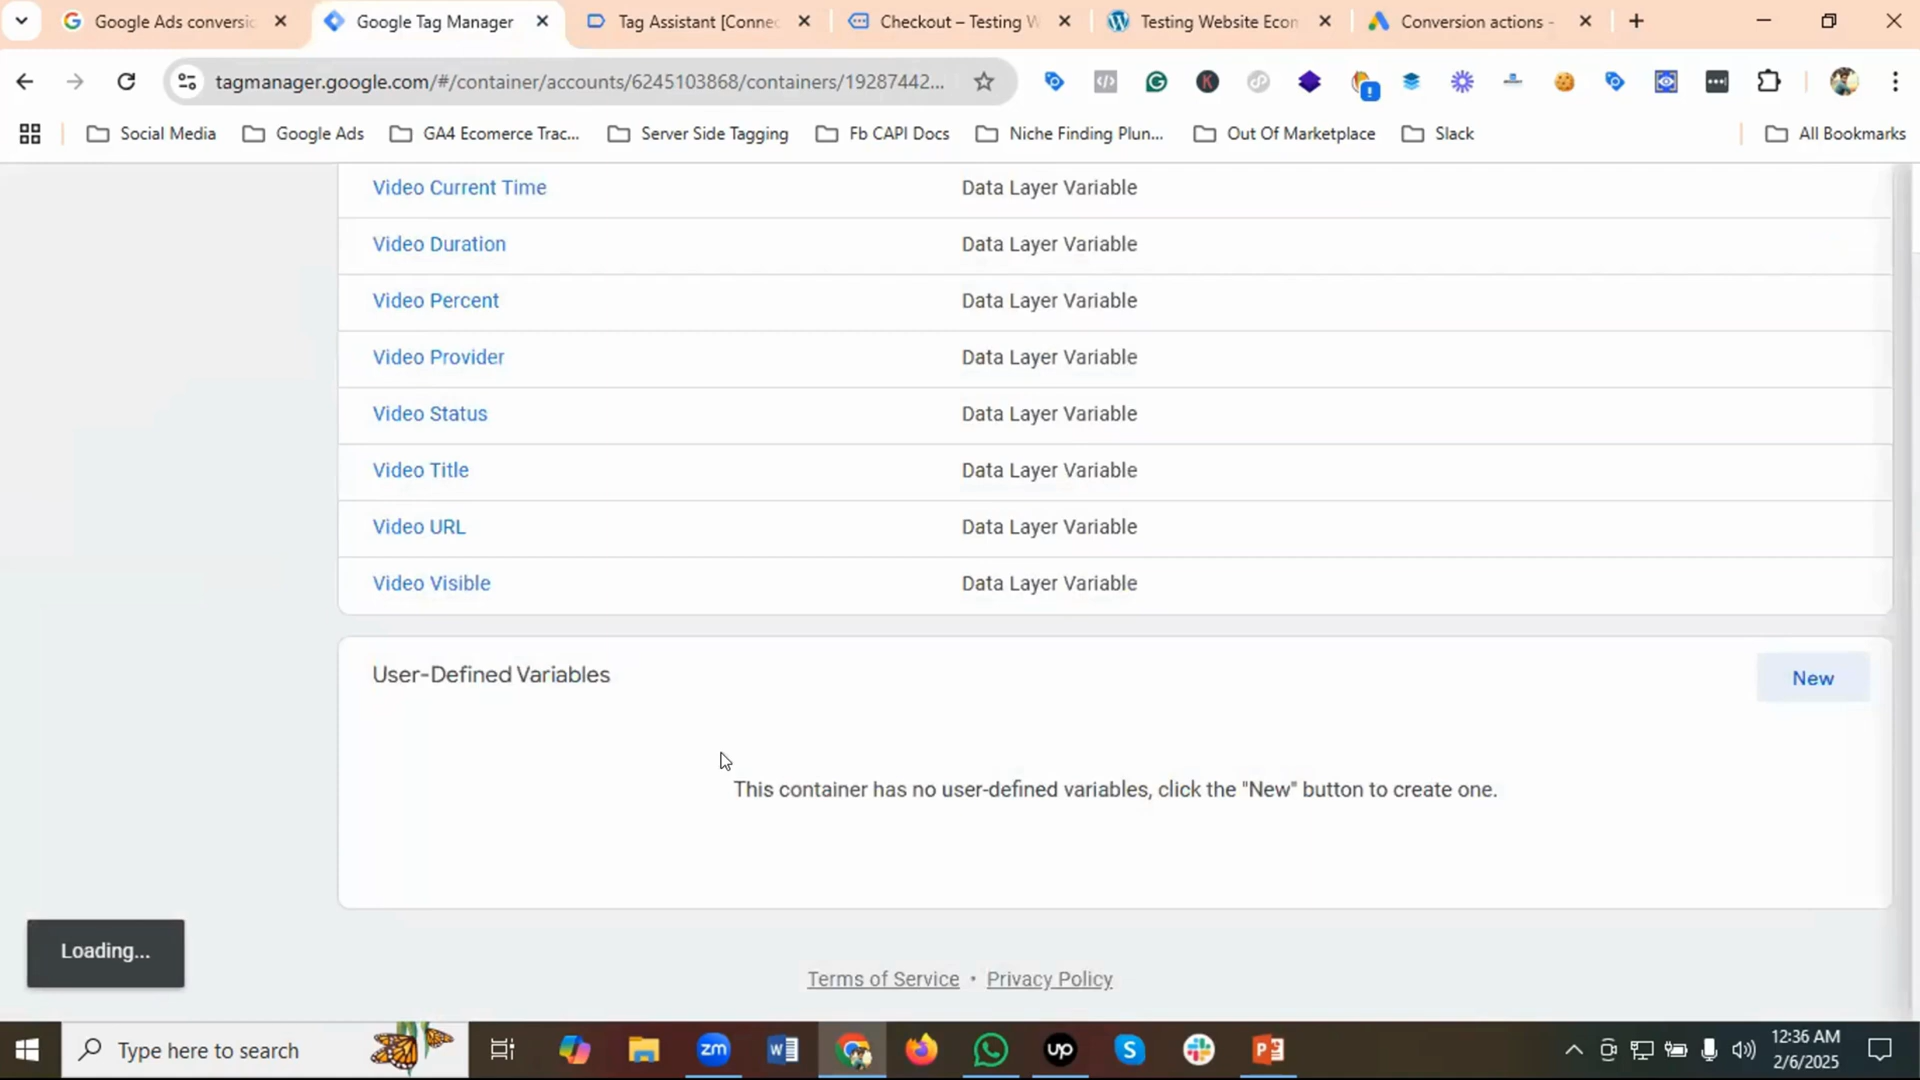 Google Ads conversi
Google Tag Manager
Tag Assistant [Connec
Checkout – Testing W
Testing Website Econ
Conversion actions -
tagmanager.google.com/#/container/accounts/6245103868/containers/19287442...
Social Media
Google Ads
GA4 Ecomerce Trac...
Server Side Tagging
Fb CAPI Docs
Niche Finding Plun...
Out Of Marketplace
Slack
All Bookmarks
Video Current Time Data Layer Variable
Video Duration Data Layer Variable
Video Percent Data Layer Variable
Video Provider Data Layer Variable
Video Status Data Layer Variable
Video Title Data Layer Variable
Video URL Data Layer Variable
Video Visible Data Layer Variable
User-Defined Variables
New
This container has no user-defined variables, click the "New" button to create one.
Loading...
Terms of Service • Privacy Policy
Type here to search
zm
W
up
S
P
12:36 AM
2/6/2025